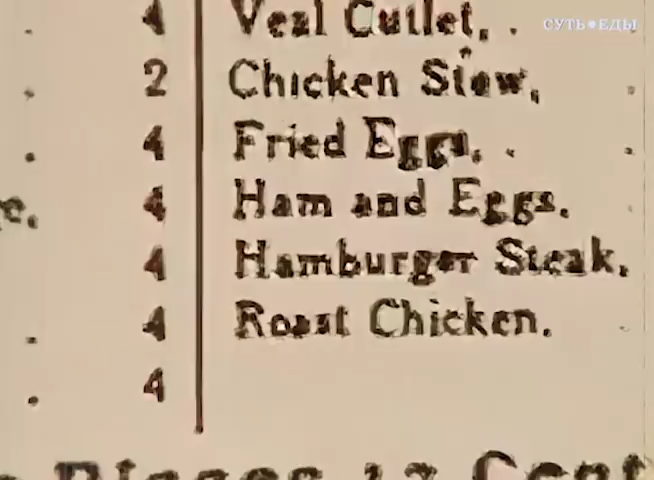 СУТЬ●ЕДЫ
4 Veal Cutlet. .
. 2 Chicken Stew, .
. 4 Fried Eggs. . .
4 Ham and Eggs. .
4 Hamburger Steak.
. 4 Roast Chicken. .
. 4